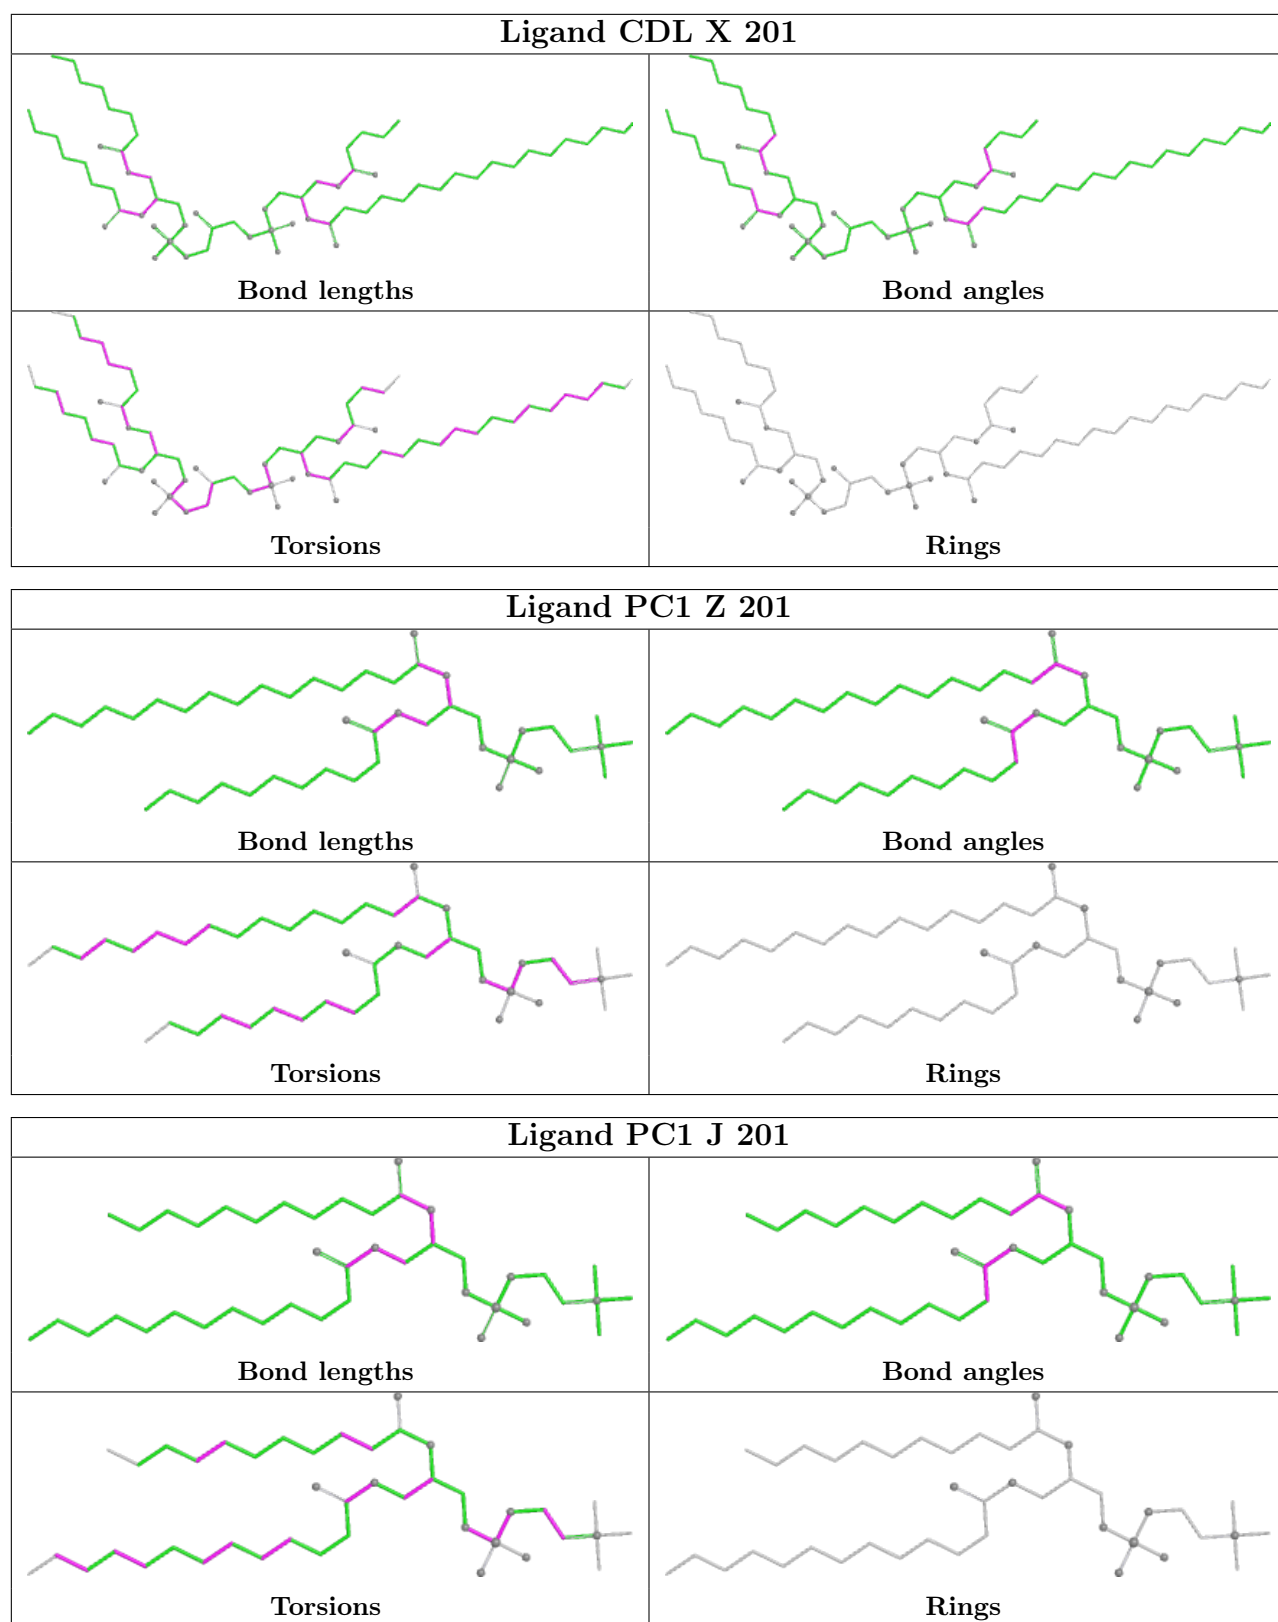 Ligand CDL X 201
Bond lengths
Bond angles
Torsions
Rings
Ligand PC1 Z 201
Bond lengths
Bond angles
Torsions
Rings
Ligand PC1 J 201
Bond lengths
Bond angles
Torsions
Rings